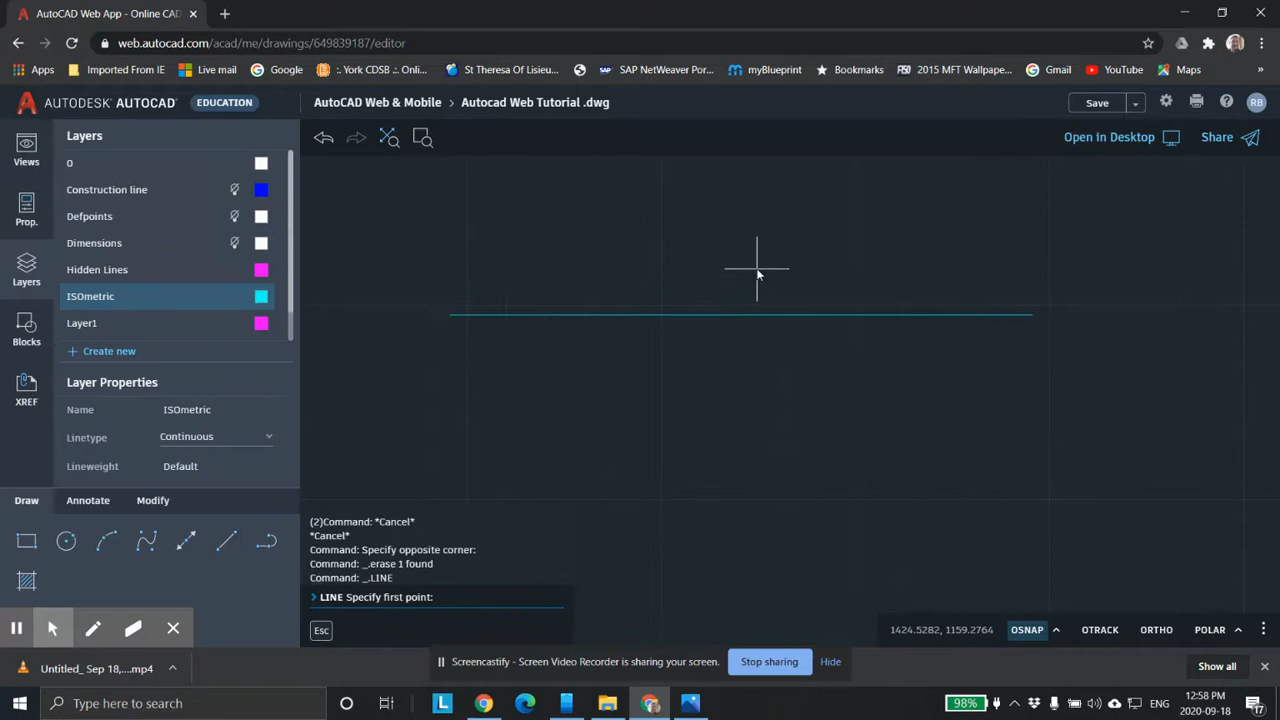 AutoCAD Web App - Online CAD
web.autocad.com/acad/me/drawings/649839187/editor
Apps
Imported From IE
Live mail
Google
: York CDSB :. Onli...
St Theresa Of Lisieu...
SAP NetWeaver Por...
myBlueprint
Bookmarks
2015 MFT Wallpape...
Gmail
YouTube
Maps
»
AUTODESK® AUTOCAD®
EDUCATION
AutoCAD Web & Mobile > Autocad Web Tutorial .dwg
Save
RB
Views
Prop.
Layers
Blocks
XREF
Open in Desktop
Share
Layers
0
Construction line
Defpoints
Dimensions
Hidden Lines
ISOmetric
Layer1
+ Create new
Layer Properties
Name ISOmetric
Linetype Continuous
Lineweight Default
Draw
Annotate
Modify
(2)Command: *Cancel*
*Cancel*
Command: Specify opposite corner:
Command: _.erase 1 found
Command: _.LINE
> LINE Specify first point:
Esc
1424.5282, 1159.2764
OSNAP
OTRACK
ORTHO
POLAR
Untitled_Sep 18,....mp4
Screencastify - Screen Video Recorder is sharing your screen.
Stop sharing
Hide
Show all
Type here to search
98%
ENG
12:58 PM
2020-09-18
17